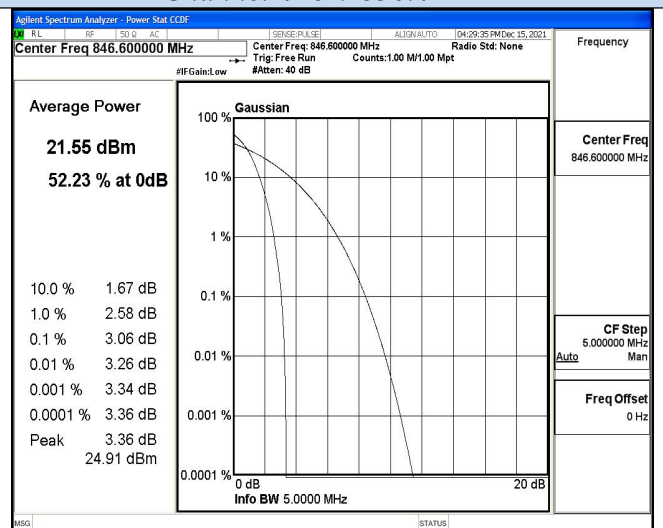 Agilent Spectrum Analyzer - Power Stat CCDF
LXI RL RF 50 Ω AC SENSE:PULSE ALIGN AUTO 04:29:35 PM Dec 15, 2021
Center Freq 846.600000 MHz
Center Freq: 846.600000 MHz Radio Std: None
Trig: Free Run Counts:1.00 M/1.00 Mpt
#IFGain:Low #Atten: 40 dB
Frequency
Average Power
21.55 dBm
52.23 % at 0dB
10.0 % 1.67 dB
1.0 % 2.58 dB
0.1 % 3.06 dB
0.01 % 3.26 dB
0.001 % 3.34 dB
0.0001 % 3.36 dB
Peak 3.36 dB
24.91 dBm
Gaussian
100 %
10 %
1 %
0.1 %
0.01 %
0.001 %
0.0001 %
0 dB 20 dB
Info BW 5.0000 MHz
Center Freq
846.600000 MHz
CF Step
5.000000 MHz
Auto Man
Freq Offset
0 Hz
MSG STATUS